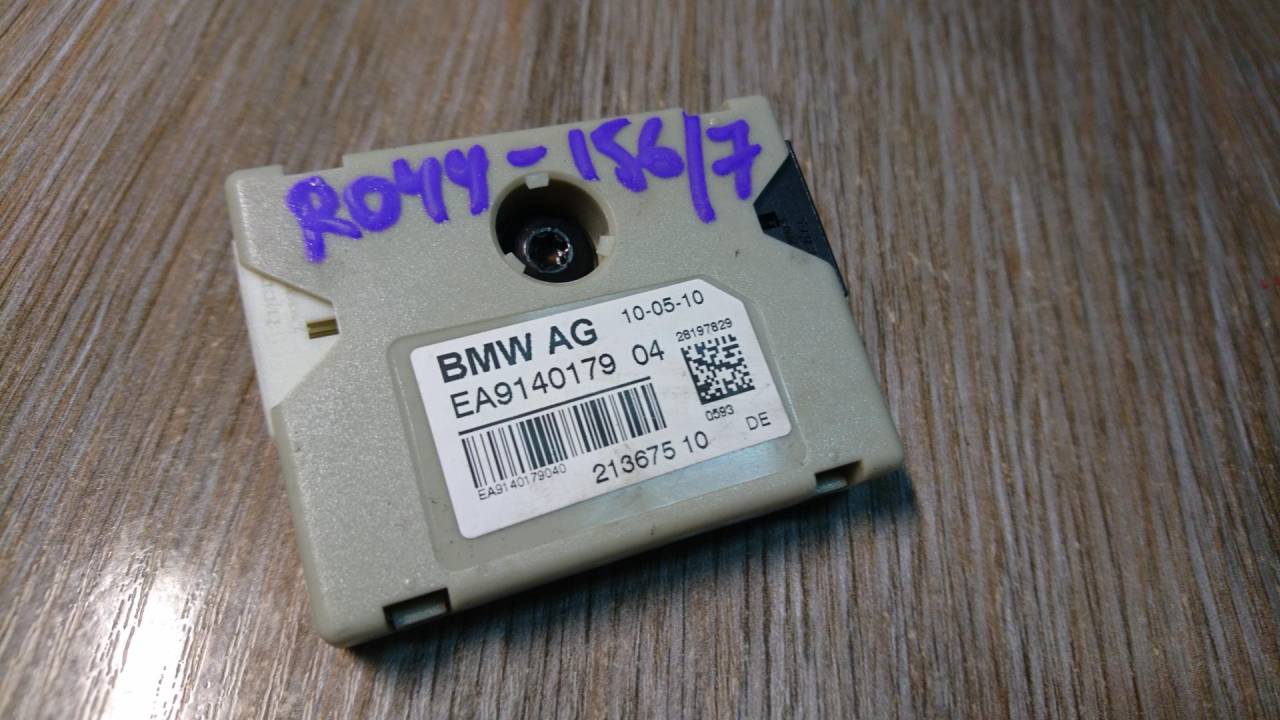 R044-156/7
BMW AG 10-05-10
EA9140179 04
28197829
0593
EA9140179040
213675 10
DE